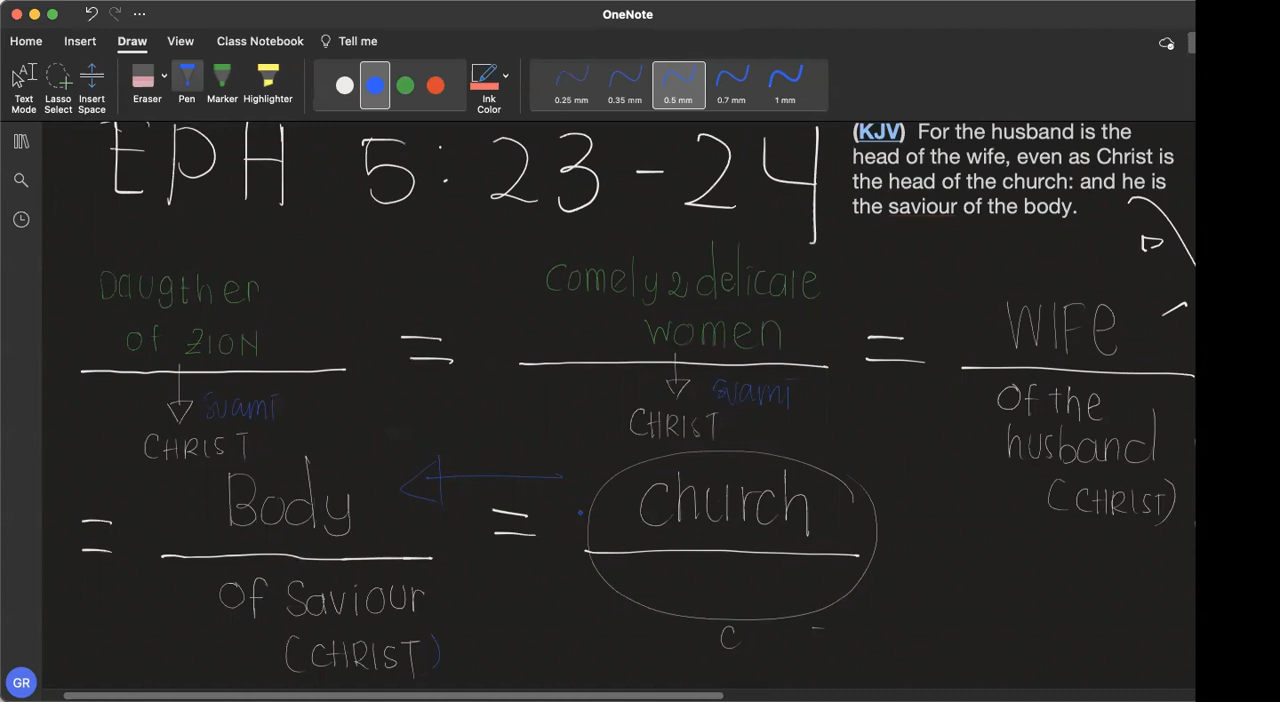 OneNote
Home Insert Draw View Class Notebook Tell me
Text Mode
Lasso Select
Insert Space
Eraser
Pen
Marker
Highlighter
Ink Color
0.25 mm
0.35 mm
0.5 mm
0.7 mm
1 mm
EPH 5:23-24
(KJV) For the husband is the
head of the wife, even as Christ is
the head of the church: and he is
the saviour of the body.
Daugther
of ZION
=
Comely & delicate
women
=
WIFE
CHRIST
CHRIST
Of the
husband
(CHRIST)
=
Body
=
Church
Of Saviour
(CHRIST)
C
GR